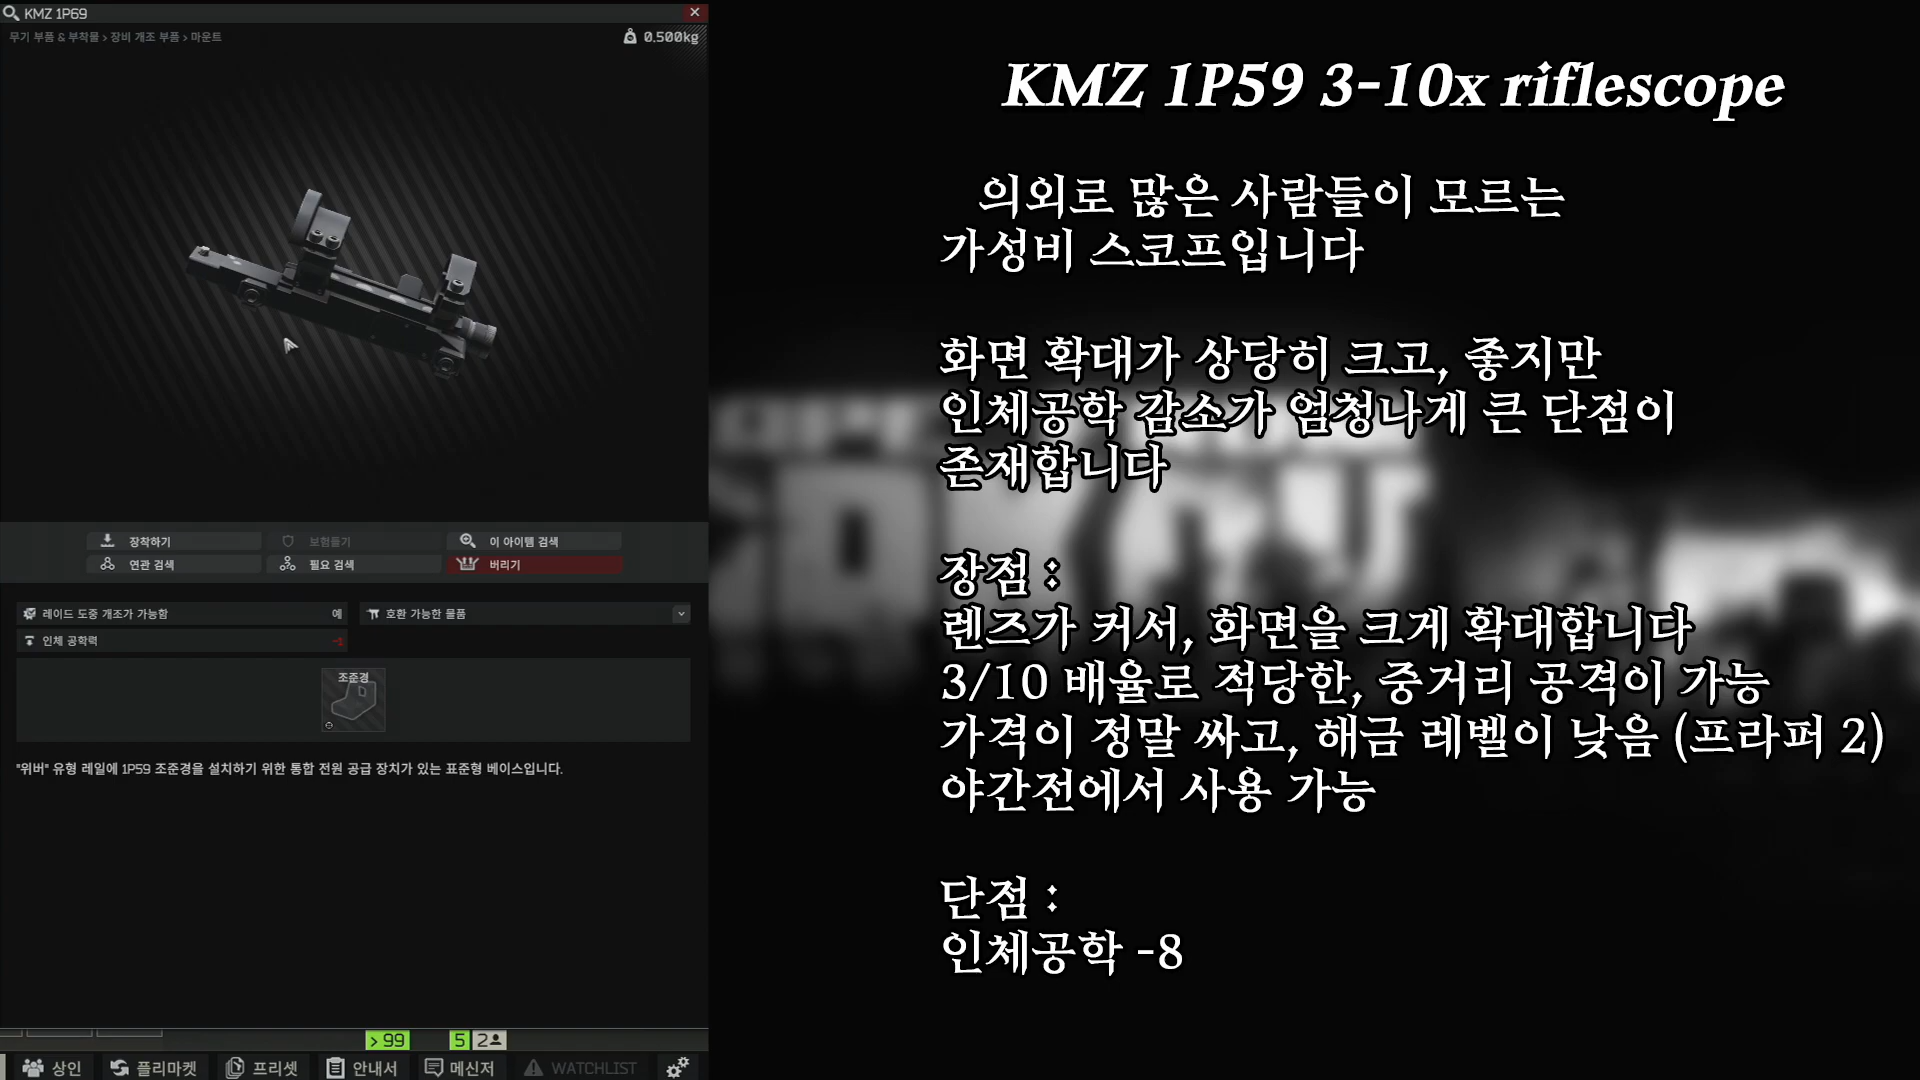 KMZ 1P69
무기 부품 & 부착물 > 장비 개조 부품 > 마운트
0.500kg
장착하기
보험들기
이 아이템 검색
연관 검색
필요 검색
버리기
레이드 도중 개조가 가능함
예
호환 가능한 물품
인체 공학력
-1
조준경
"위버" 유형 레일에 1P59 조준경을 설치하기 위한 통합 전원 공급 장치가 있는 표준형 베이스입니다.
> 99
5
2
상인
플리마켓
프리셋
안내서
메신저
WATCHLIST
KMZ 1P59 3-10x riflescope
의외로 많은 사람들이 모르는
가성비 스코프입니다
화면 확대가 상당히 크고, 좋지만
인체공학 감소가 엄청나게 큰 단점이
존재합니다
장점 :
렌즈가 커서, 화면을 크게 확대합니다
3/10 배율로 적당한, 중거리 공격이 가능
가격이 정말 싸고, 해금 레벨이 낮음 (프라퍼 2)
야간전에서 사용 가능
단점 :
인체공학 -8